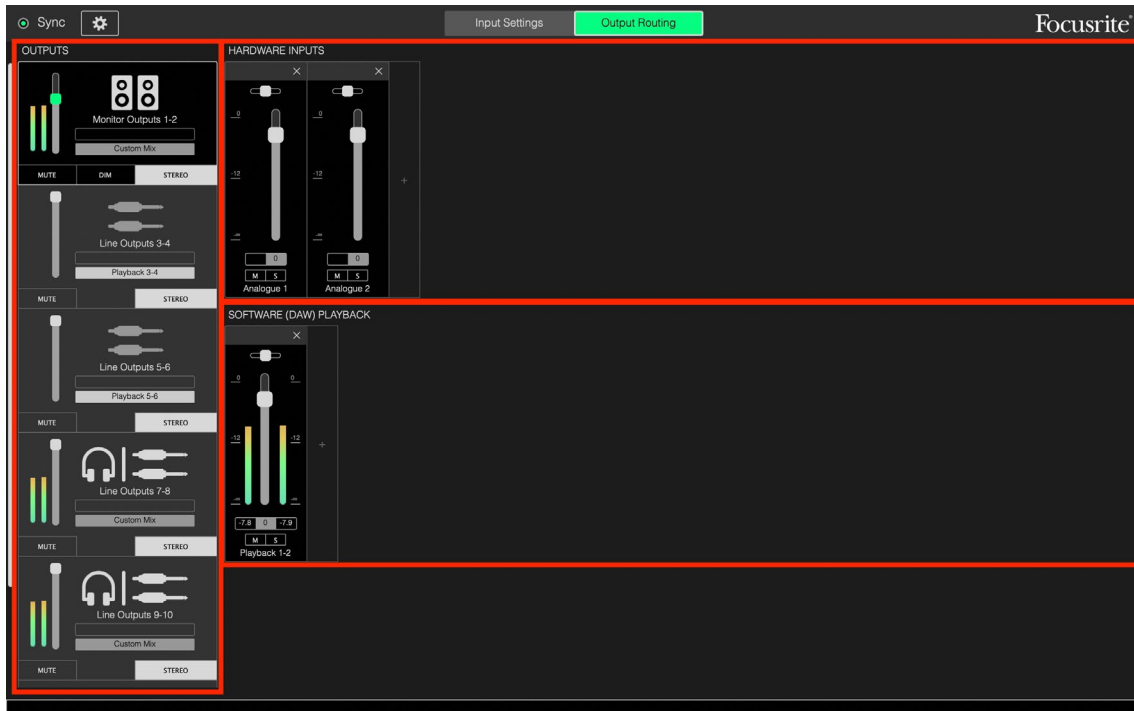 Sync
Input Settings
Output Routing
Focusrite®
OUTPUTS
Monitor Outputs 1-2
Custom Mix
MUTE DIM STEREO
Line Outputs 3-4
Playback 3-4
MUTE STEREO
Line Outputs 5-6
Playback 5-6
MUTE STEREO
Line Outputs 7-8
Custom Mix
MUTE STEREO
Line Outputs 9-10
Custom Mix
MUTE STEREO
HARDWARE INPUTS
× ×
0 0
-12 -12
+
-∞ -∞
0 0
M S M S
Analogue 1 Analogue 2
SOFTWARE (DAW) PLAYBACK
×
0 0
-12 -12
+
-∞ -∞
-7.8 0 -7.9
M S
Playback 1-2